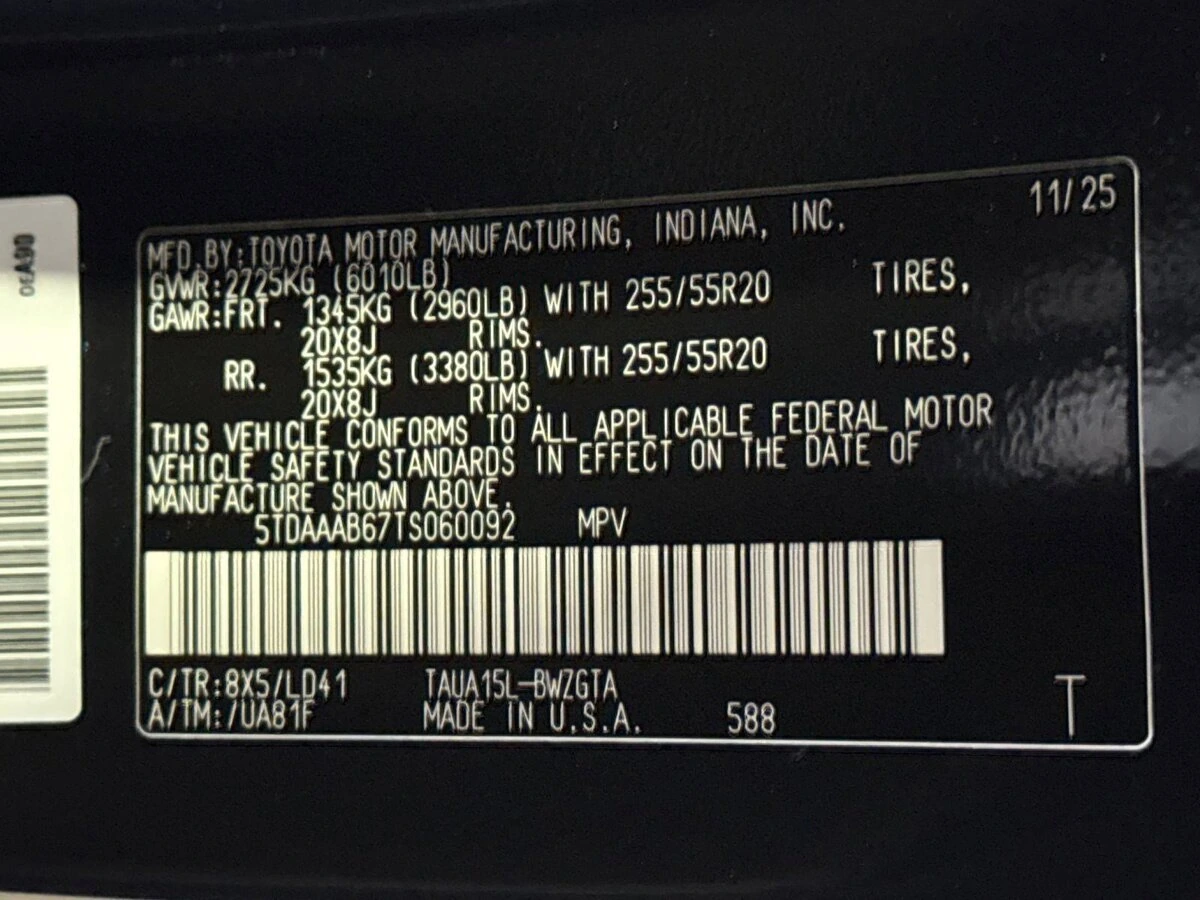 11/25
MFD.BY:TOYOTA MOTOR MANUFACTURING, INDIANA, INC.
GVWR:2725KG (6010LB)
GAWR:FRT. 1345KG (2960LB) WITH 255/55R20 TIRES,
20X8J RIMS.
RR. 1535KG (3380LB) WITH 255/55R20 TIRES,
20X8J RIMS.
THIS VEHICLE CONFORMS TO ALL APPLICABLE FEDERAL MOTOR
VEHICLE SAFETY STANDARDS IN EFFECT ON THE DATE OF
MANUFACTURE SHOWN ABOVE.
5TDAAAB67TS060092 MPV
C/TR:8X5/LD41 TAUA15L-BWZGTA
A/TM:/UA81F MADE IN U.S.A. 588
T